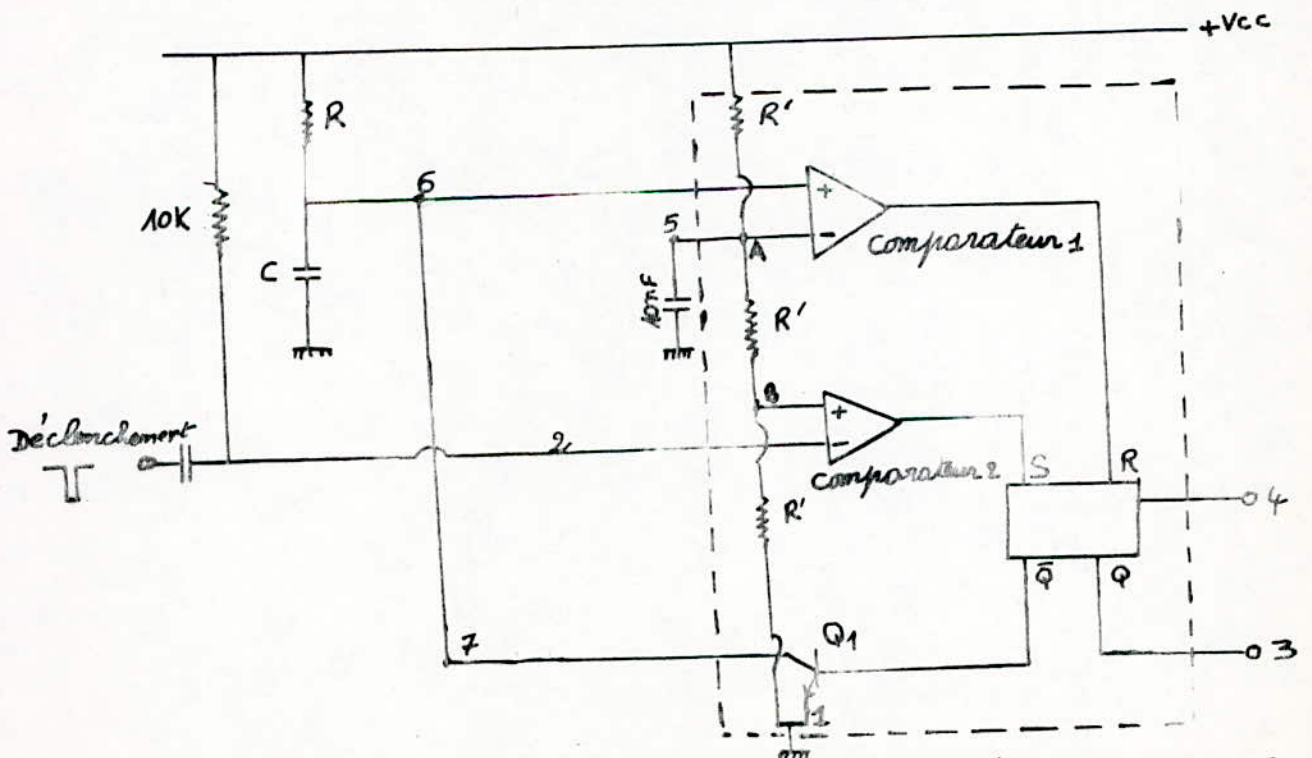 +Vcc
R'
R
6
10K
5
A
Comparateur 1
C
10nF
R'
B
Déclenchement
2
Comparateur 2
S R
R'
4
Q̄ Q
Q1
7
3
1